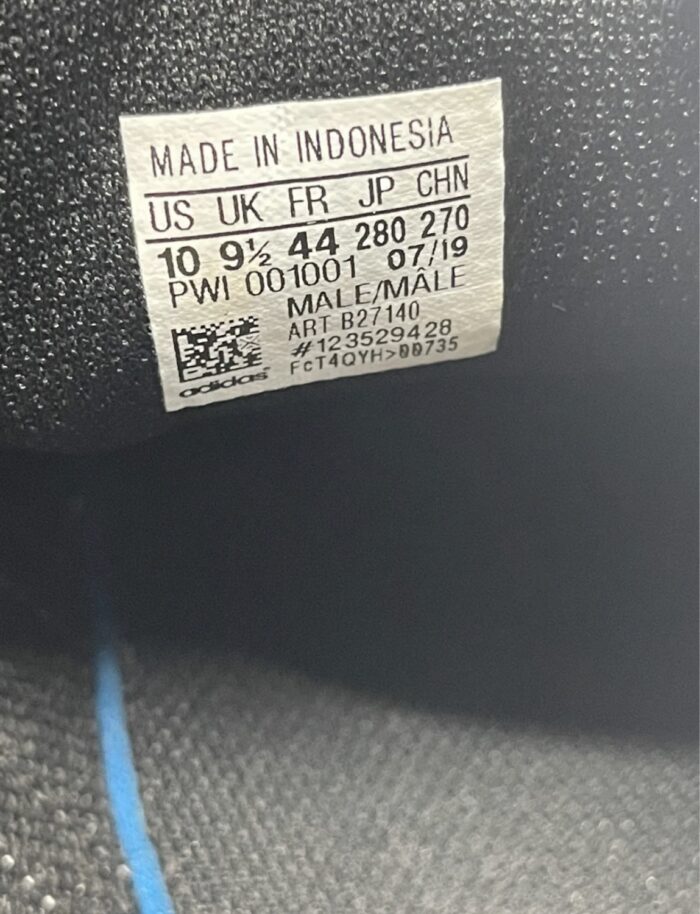 MADE IN INDONESIA
US UK FR JP CHN
10 9½ 44 280 270
PWI 001001 07/19
MALE/MÂLE
ART B27140
#123529428
FcT4QYH>00735
adidas